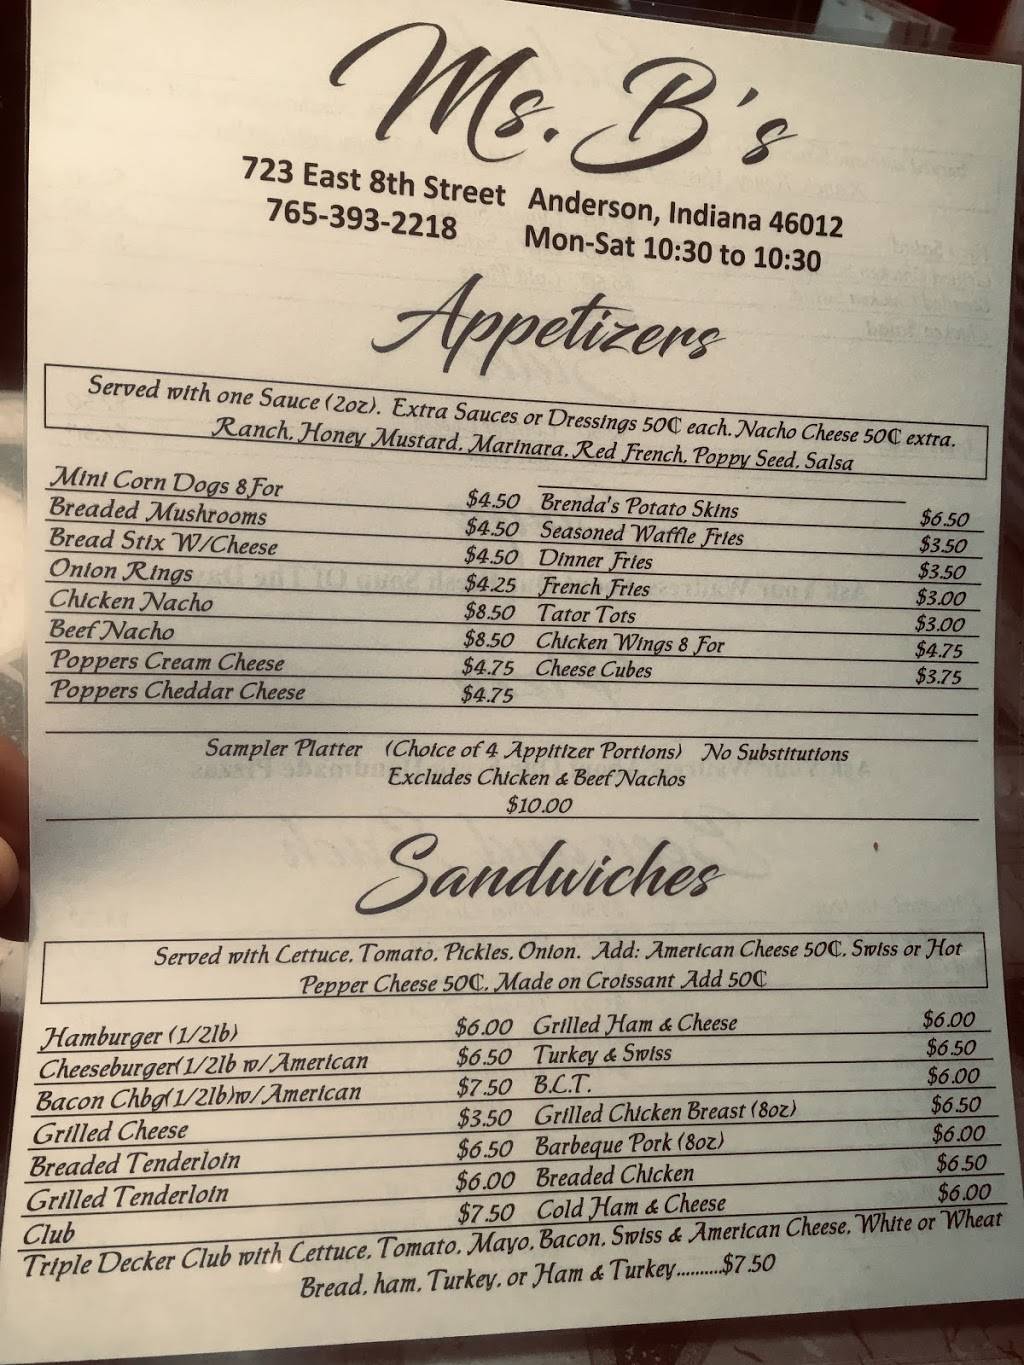 Ms. B's
723 East 8th Street Anderson, Indiana 46012
765-393-2218 Mon-Sat 10:30 to 10:30
Appetizers
Served with one Sauce (2oz). Extra Sauces or Dressings 50₵ each. Nacho Cheese 50₵ extra.
Ranch, Honey Mustard, Marinara, Red French, Poppy Seed, Salsa
Mini Corn Dogs 8 For $4.50 Brenda's Potato Skins $6.50
Breaded Mushrooms $4.50 Seasoned Waffle Fries $3.50
Bread Stix W/Cheese $4.50 Dinner Fries $3.50
Onion Rings $4.25 French Fries $3.00
Chicken Nacho $8.50 Tator Tots $3.00
Beef Nacho $8.50 Chicken Wings 8 For $4.75
Poppers Cream Cheese $4.75 Cheese Cubes $3.75
Poppers Cheddar Cheese $4.75
Sampler Platter (Choice of 4 Appitizer Portions) No Substitutions
Excludes Chicken & Beef Nachos
$10.00
Sandwiches
Served with Lettuce, Tomato, Pickles, Onion. Add: American Cheese 50₵, Swiss or Hot
Pepper Cheese 50₵, Made on Croissant Add 50₵
Hamburger (1/2lb) $6.00 Grilled Ham & Cheese $6.00
Cheeseburger(1/2lb w/American $6.50 Turkey & Swiss $6.50
Bacon Chbg(1/2lb)w/American $7.50 B.L.T. $6.00
Grilled Cheese $3.50 Grilled Chicken Breast (8oz) $6.50
Breaded Tenderloin $6.50 Barbeque Pork (8oz) $6.00
Grilled Tenderloin $6.00 Breaded Chicken $6.50
Club $7.50 Cold Ham & Cheese $6.00
Triple Decker Club with Lettuce, Tomato, Mayo, Bacon, Swiss & American Cheese, White or Wheat
Bread, ham, Turkey, or Ham & Turkey..........$7.50